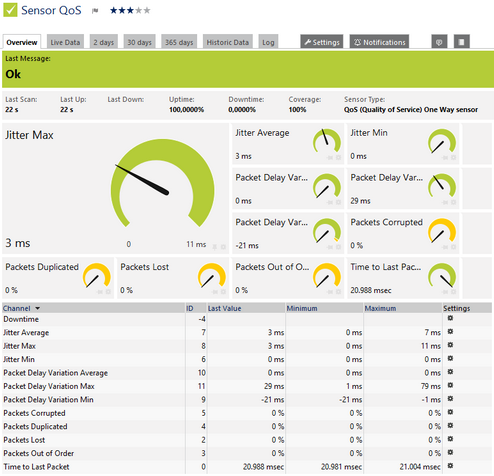 Sensor QoS
Overview Live Data 2 days 30 days 365 days Historic Data Log Settings Notifications
Last Message:
Ok
Last Scan: Last Up: Last Down: Uptime: Downtime: Coverage: Sensor Type:
22 s 22 s 100,0000% 0,0000% 100% QoS (Quality of Service) One Way sensor
Jitter Max
3 ms
0 11 ms
Jitter Average
3 ms
Jitter Min
0 ms
Packet Delay Var...
0 ms
Packet Delay Var...
29 ms
Packet Delay Var...
-21 ms
Packets Corrupted
0 %
Packets Duplicated
0 %
Packets Lost
0 %
Packets Out of O...
0 %
Time to Last Pac...
20.988 msec
Channel ID Last Value Minimum Maximum Settings
Downtime -4
Jitter Average 7 3 ms 0 ms 7 ms
Jitter Max 8 3 ms 0 ms 11 ms
Jitter Min 6 0 ms 0 ms 0 ms
Packet Delay Variation Average 10 0 ms 0 ms 0 ms
Packet Delay Variation Max 11 29 ms 1 ms 79 ms
Packet Delay Variation Min 9 -21 ms -21 ms -1 ms
Packets Corrupted 5 0 % 0 % 0 %
Packets Duplicated 4 0 % 0 % 0 %
Packets Lost 2 0 % 0 % 0 %
Packets Out of Order 3 0 % 0 % 0 %
Time to Last Packet 0 20.988 msec 20.981 msec 21.004 msec